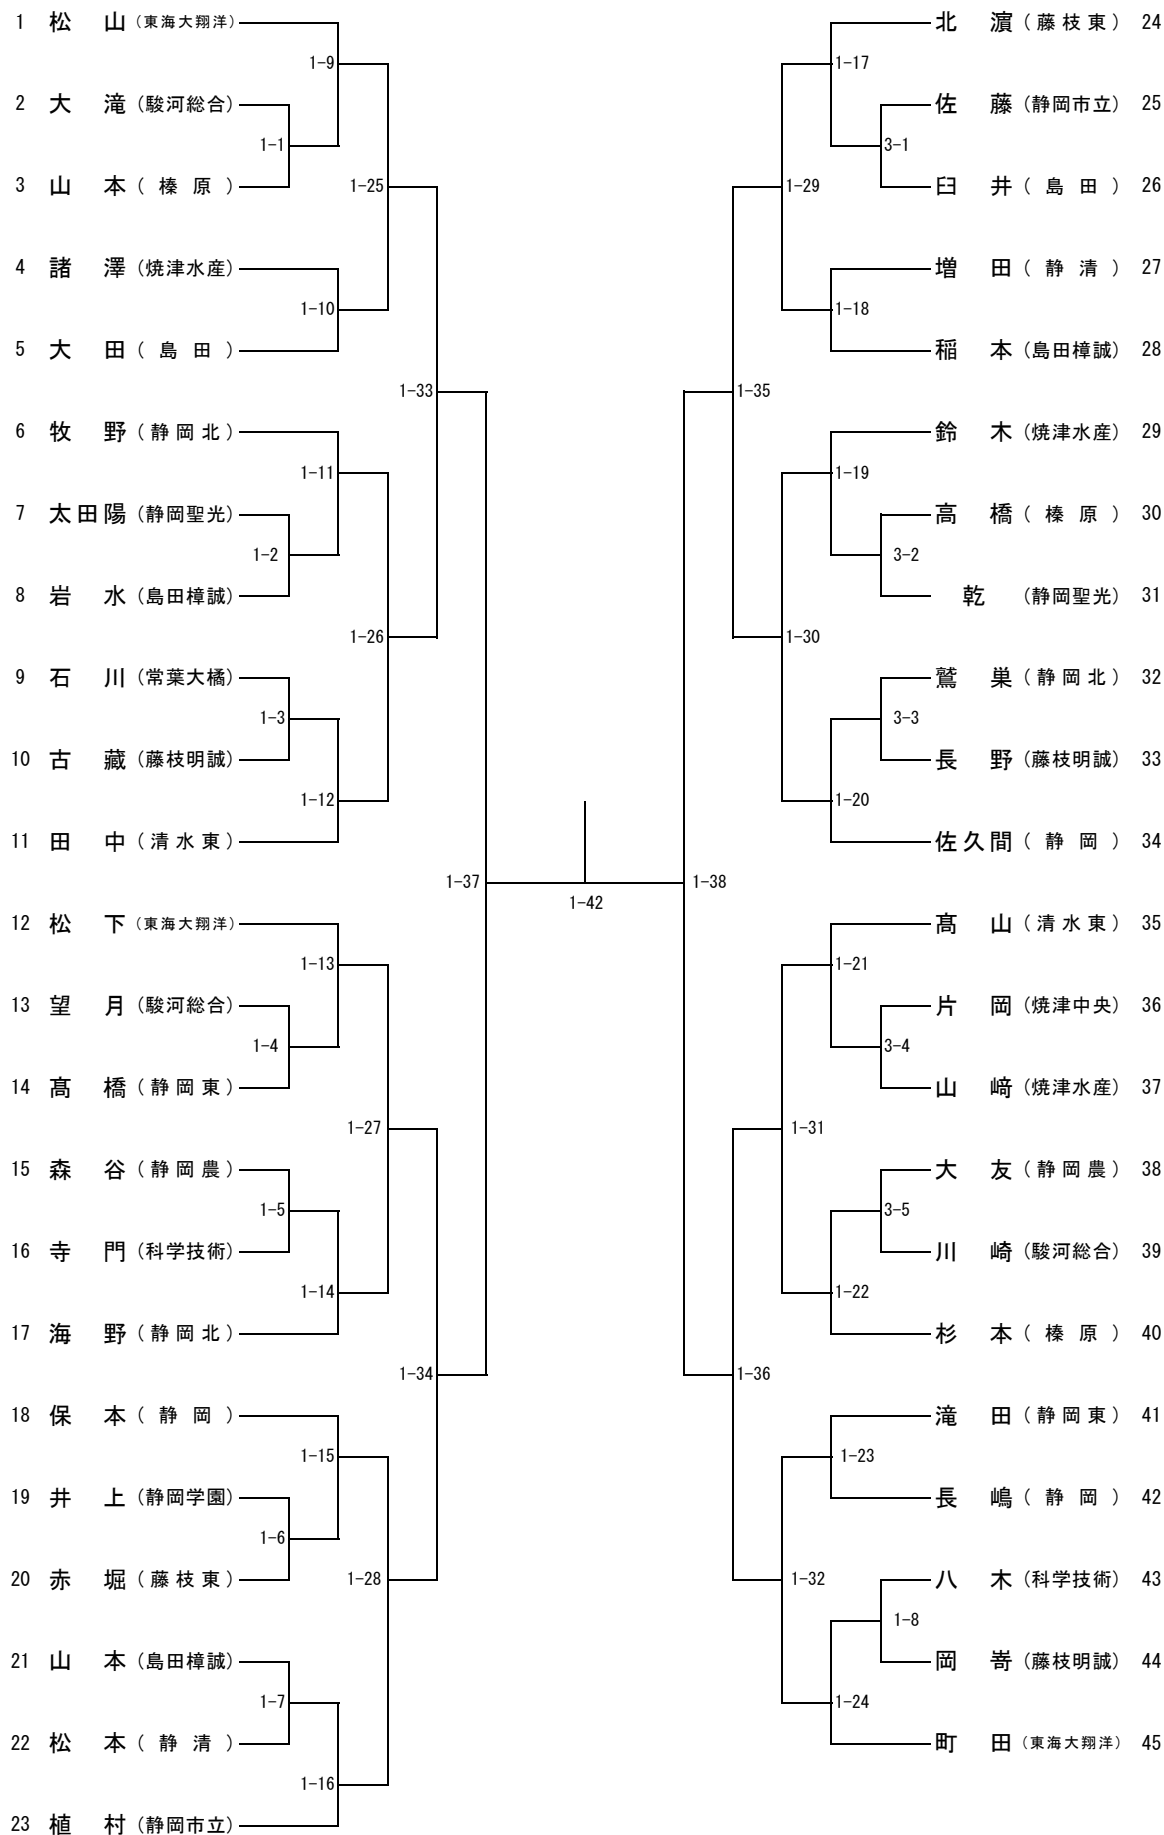 1 松山 (東海大翔洋)
1-9
2 大滝 (駿河総合)
1-1
3 山本 (榛原)
1-25
4 諸澤 (焼津水産)
1-10
5 大田 (島田)
1-33
6 牧野 (静岡北)
1-11
7 太田陽 (静岡聖光)
1-2
8 岩水 (島田樟誠)
1-26
9 石川 (常葉大橘)
1-3
10 古藏 (藤枝明誠)
1-12
11 田中 (清水東)
1-37
12 松下 (東海大翔洋)
1-13
13 望月 (駿河総合)
1-4
14 髙橋 (静岡東)
1-27
15 森谷 (静岡農)
1-5
16 寺門 (科学技術)
1-14
17 海野 (静岡北)
1-34
18 保本 (静岡)
1-15
19 井上 (静岡学園)
1-6
20 赤堀 (藤枝東)
1-28
21 山本 (島田樟誠)
1-7
22 松本 (静清)
1-16
23 植村 (静岡市立)
1-42
北濵 (藤枝東) 24
1-17
佐藤 (静岡市立) 25
3-1
臼井 (島田) 26
1-29
増田 (静清) 27
1-18
稲本 (島田樟誠) 28
1-35
鈴木 (焼津水産) 29
1-19
高橋 (榛原) 30
3-2
乾 (静岡聖光) 31
1-30
鷲巣 (静岡北) 32
3-3
長野 (藤枝明誠) 33
1-20
佐久間 (静岡) 34
1-38
髙山 (清水東) 35
1-21
片岡 (焼津中央) 36
3-4
山﨑 (焼津水産) 37
1-31
大友 (静岡農) 38
3-5
川崎 (駿河総合) 39
1-22
杉本 (榛原) 40
1-36
滝田 (静岡東) 41
1-23
長嶋 (静岡) 42
1-32
八木 (科学技術) 43
1-8
岡嵜 (藤枝明誠) 44
1-24
町田 (東海大翔洋) 45